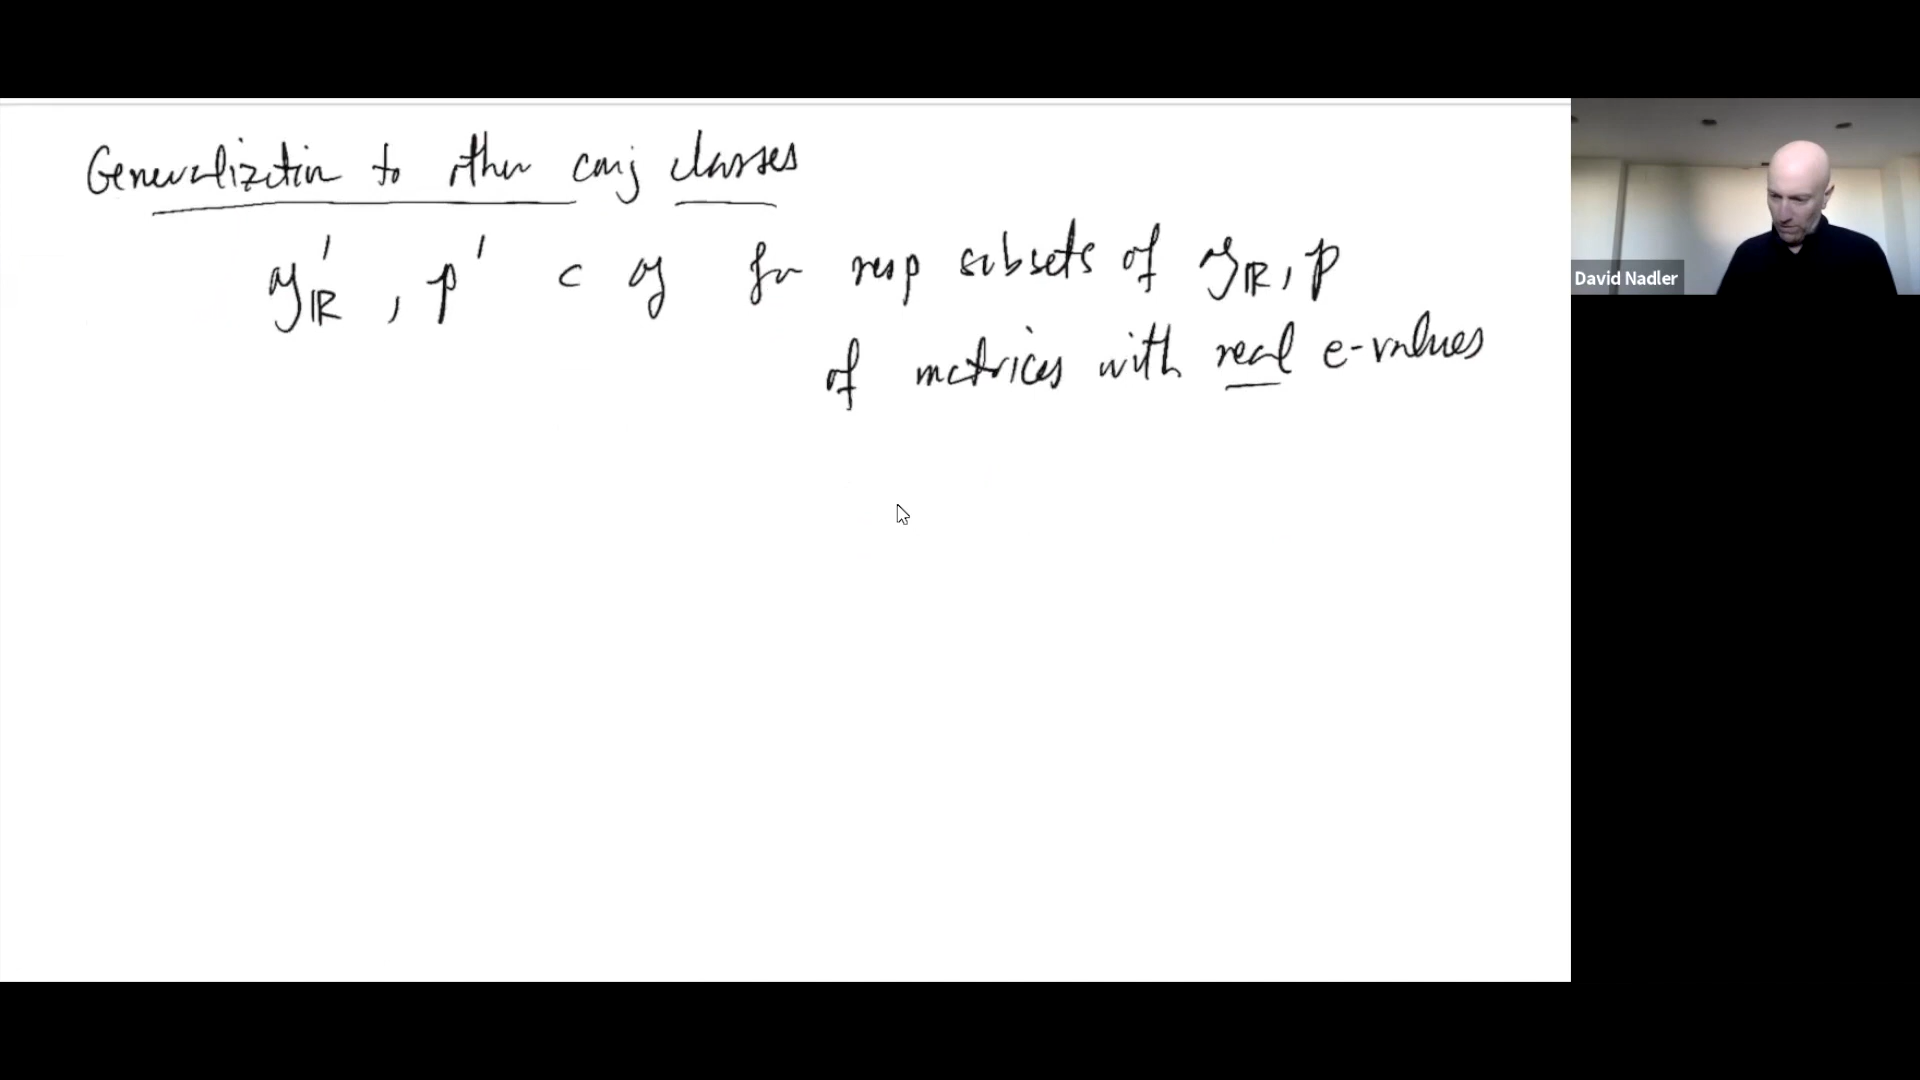 Generalization to other conj classes
𝔤'ℝ, 𝔭' ⊂ 𝔤 for resp subsets of 𝔤ℝ, 𝔭
of matrices with real e-values
David Nadler